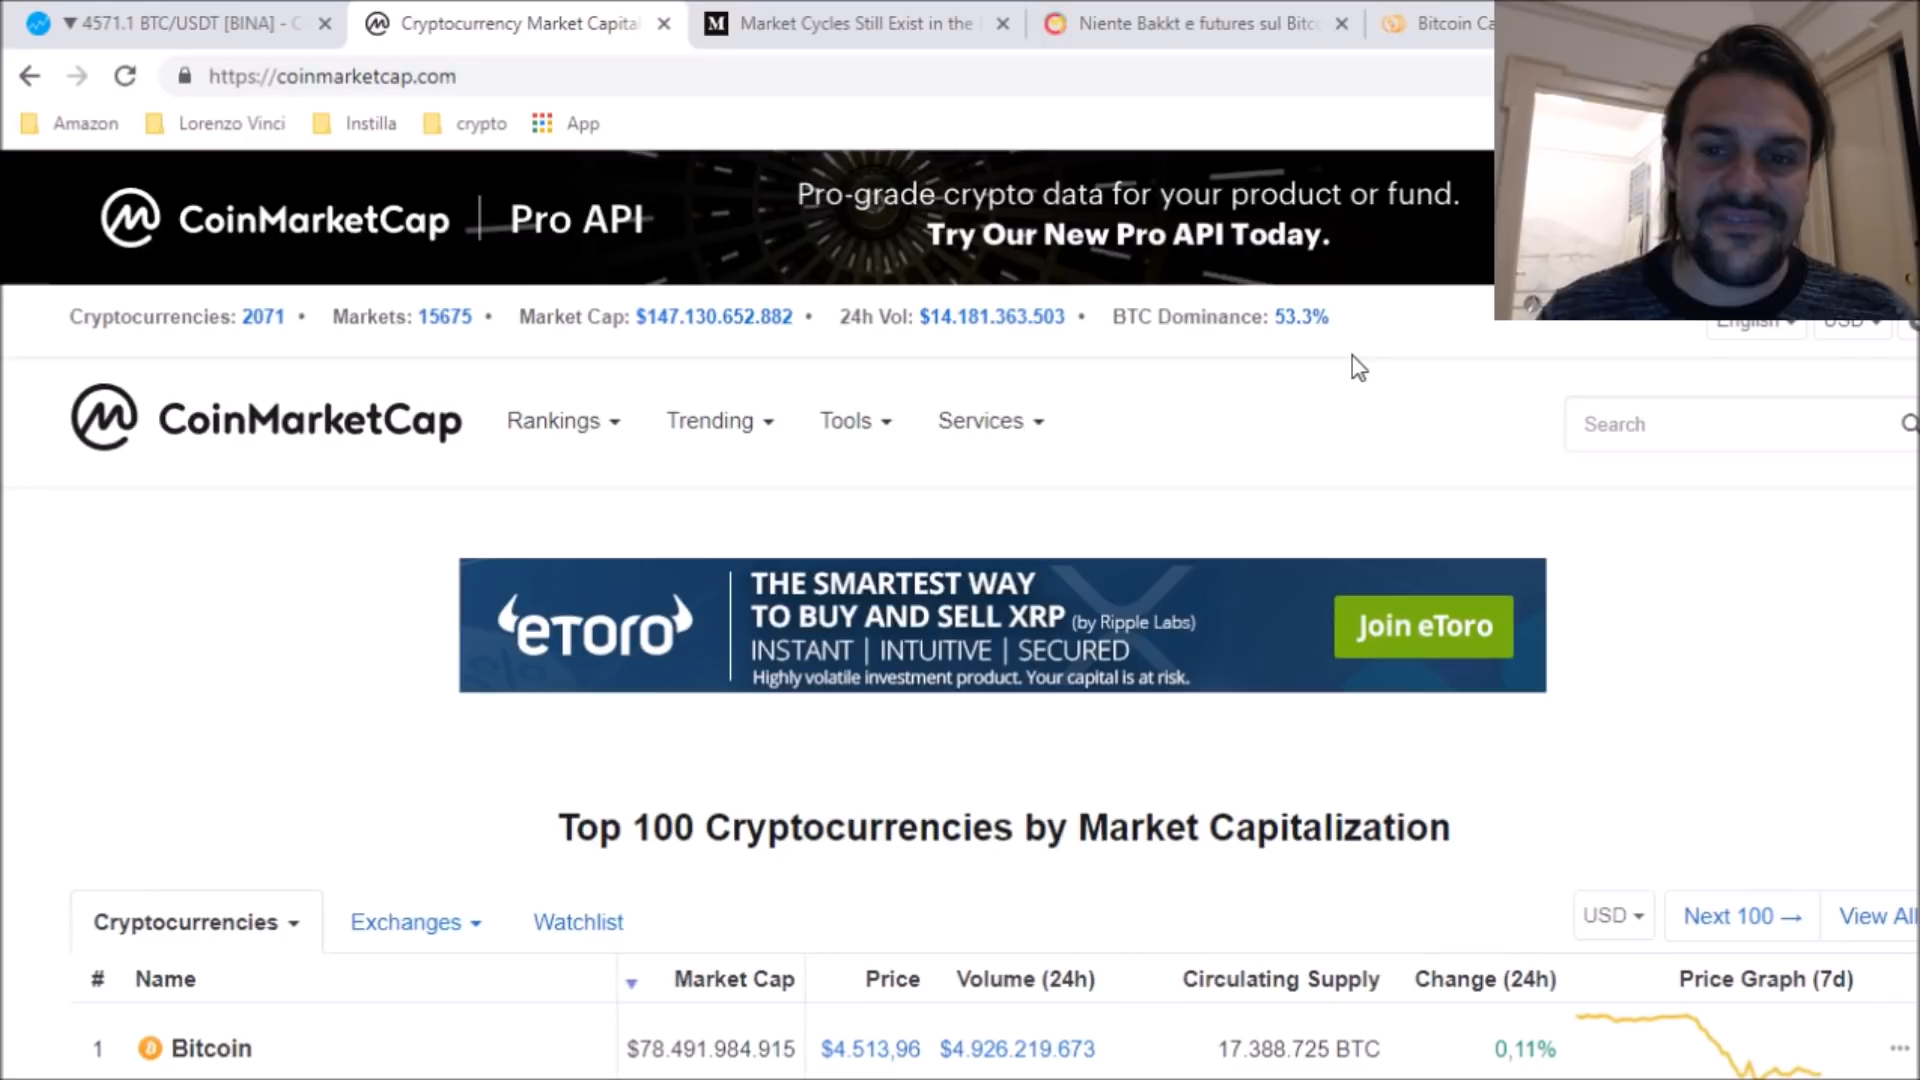 ▼ 4571.1 BTC/USDT [BINA] - C
Cryptocurrency Market Capital
Market Cycles Still Exist in the
Niente Bakkt e futures sul Bitc
Bitcoin Ca
https://coinmarketcap.com
Amazon
Lorenzo Vinci
Instilla
crypto
App
CoinMarketCap | Pro API
Pro-grade crypto data for your product or fund.
Try Our New Pro API Today.
Cryptocurrencies: 2071 • Markets: 15675 • Market Cap: $147.130.652.882 • 24h Vol: $14.181.363.503 • BTC Dominance: 53.3%
English USD
CoinMarketCap
Rankings Trending Tools Services
Search
eToro
THE SMARTEST WAY
TO BUY AND SELL XRP (by Ripple Labs)
INSTANT | INTUITIVE | SECURED
Highly volatile investment product. Your capital is at risk.
Join eToro
Top 100 Cryptocurrencies by Market Capitalization
Cryptocurrencies Exchanges Watchlist
USD Next 100 → View All
# Name Market Cap Price Volume (24h) Circulating Supply Change (24h) Price Graph (7d)
1 Bitcoin $78.491.984.915 $4.513,96 $4.926.219.673 17.388.725 BTC 0,11%